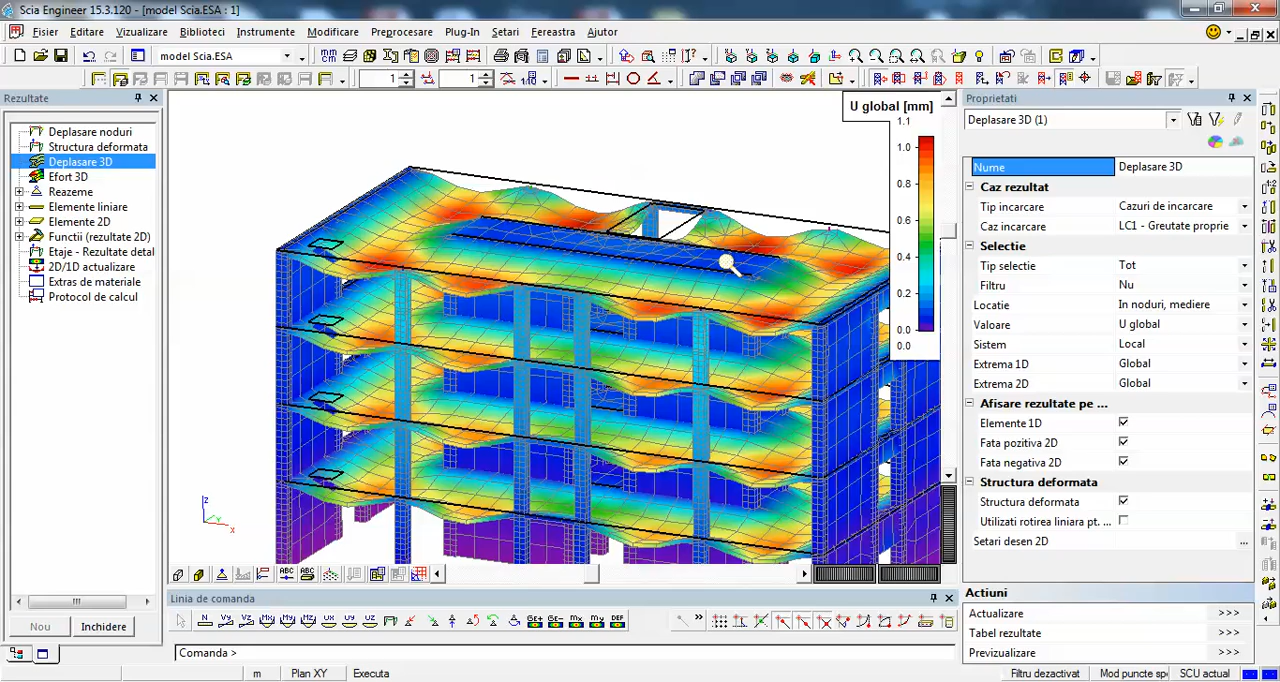 Scia Engineer 15.3.120 - [model Scia.ESA : 1]
Fisier Editare Vizualizare Biblioteci Instrumente Modificare Preprocesare Plug-In Setari Fereastra Ajutor
model Scia.ESA
1 1
Rezultate
Deplasare noduri
Structura deformata
Deplasare 3D
Efort 3D
Reazeme
Elemente liniare
Elemente 2D
Functii (rezultate 2D)
Etaje - Rezultate detal
2D/1D actualizare
Extras de materiale
Protocol de calcul
Nou Inchidere
U global [mm]
1.1
1.0
0.8
0.6
0.4
0.2
0.0
0.0
z
y
x
Proprietati
Deplasare 3D (1)
Nume Deplasare 3D
Caz rezultat
Tip incarcare Cazuri de incarcare
Caz incarcare LC1 - Greutate proprie
Selectie
Tip selectie Tot
Filtru Nu
Locatie In noduri, mediere
Valoare U global
Sistem Local
Extrema 1D Global
Extrema 2D Global
Afisare rezultate pe ...
Elemente 1D
Fata pozitiva 2D
Fata negativa 2D
Structura deformata
Structura deformata
Utilizati rotirea liniara pt. ...
Setari desen 2D ...
Actiuni
Actualizare >>>
Tabel rezultate >>>
Previzualizare >>>
Linia de comanda
Comanda >
m Plan XY Executa Filtru dezactivat Mod puncte sp SCU actual